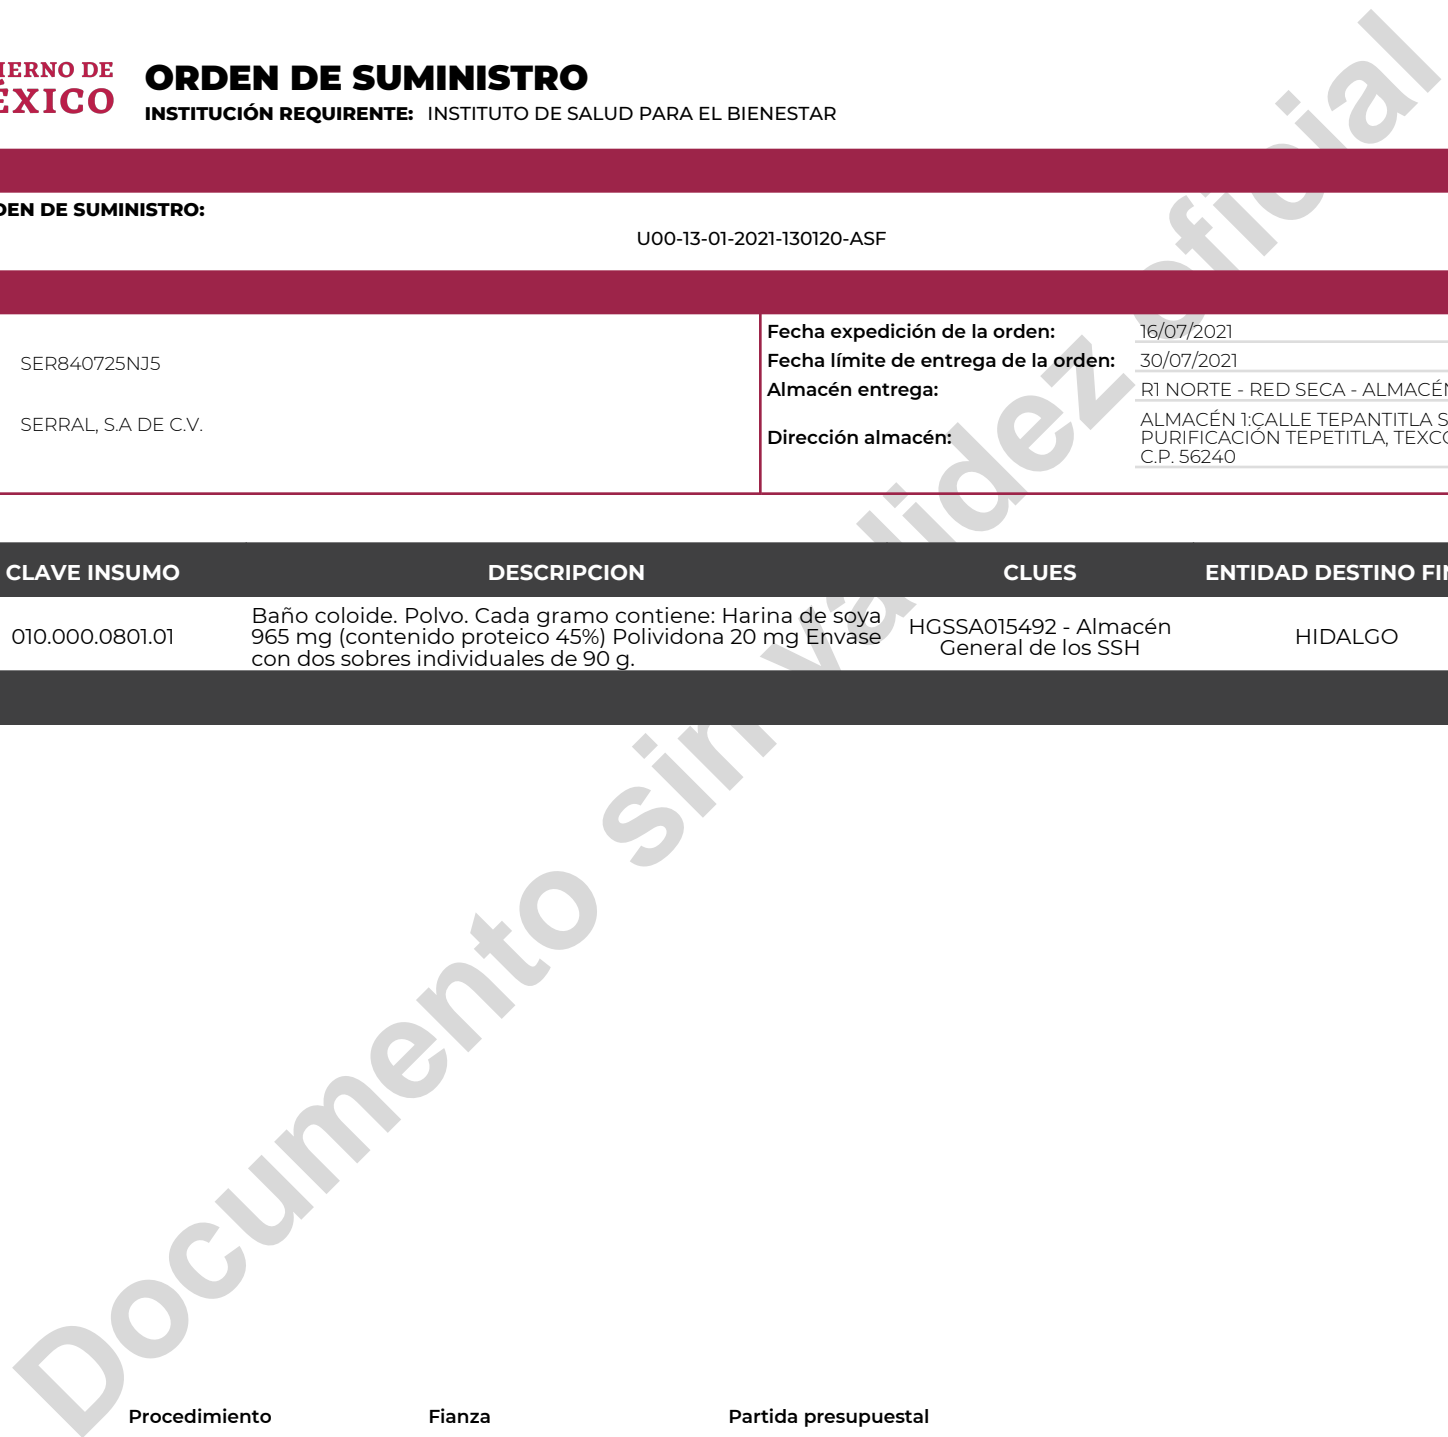 IERNO DE
ÉXICO
ORDEN DE SUMINISTRO
INSTITUCIÓN REQUIRENTE: INSTITUTO DE SALUD PARA EL BIENESTAR
DEN DE SUMINISTRO:
U00-13-01-2021-130120-ASF
SER840725NJ5
SERRAL, S.A DE C.V.
Fecha expedición de la orden: 16/07/2021
Fecha límite de entrega de la orden: 30/07/2021
Almacén entrega: R1 NORTE - RED SECA - ALMACÉN
Dirección almacén: ALMACÉN 1:CALLE TEPANTITLA S
PURIFICACIÓN TEPETITLA, TEXCO
C.P. 56240
CLAVE INSUMO DESCRIPCION CLUES ENTIDAD DESTINO FIN
010.000.0801.01
Baño coloide. Polvo. Cada gramo contiene: Harina de soya
965 mg (contenido proteico 45%) Polividona 20 mg Envase
con dos sobres individuales de 90 g.
HGSSA015492 - Almacén
General de los SSH
HIDALGO
Documento sin validez oficial
Procedimiento Fianza Partida presupuestal